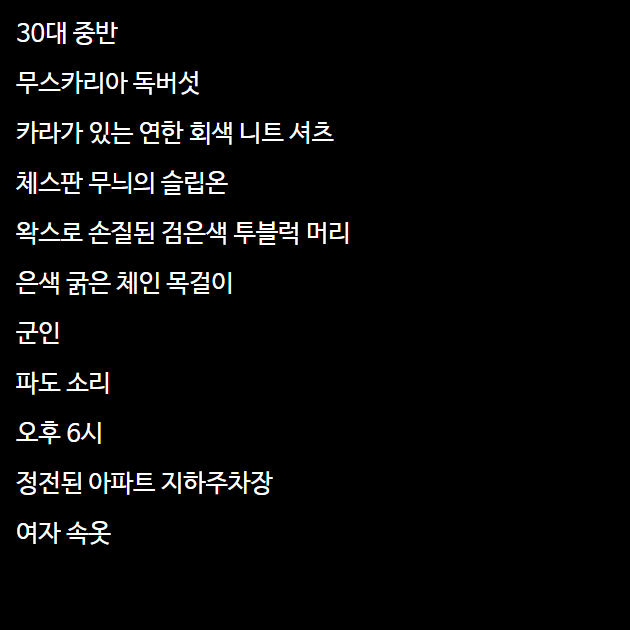 30대 중반
무스카리아 독버섯
카라가 있는 연한 회색 니트 셔츠
체스판 무늬의 슬립온
왁스로 손질된 검은색 투블럭 머리
은색 굵은 체인 목걸이
군인
파도 소리
오후 6시
정전된 아파트 지하주차장
여자 속옷